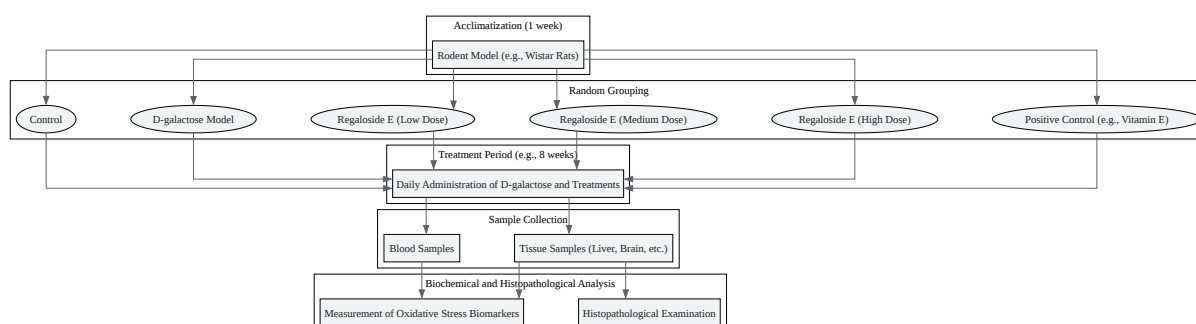 Acclimatization (1 week)
Rodent Model (e.g., Wistar Rats)
Random Grouping
Control
D-galactose Model
Regaloside E (Low Dose)
Regaloside E (Medium Dose)
Regaloside E (High Dose)
Positive Control (e.g., Vitamin E)
Treatment Period (e.g., 8 weeks)
Daily Administration of D-galactose and Treatments
Sample Collection
Blood Samples
Tissue Samples (Liver, Brain, etc.)
Biochemical and Histopathological Analysis
Measurement of Oxidative Stress Biomarkers
Histopathological Examination